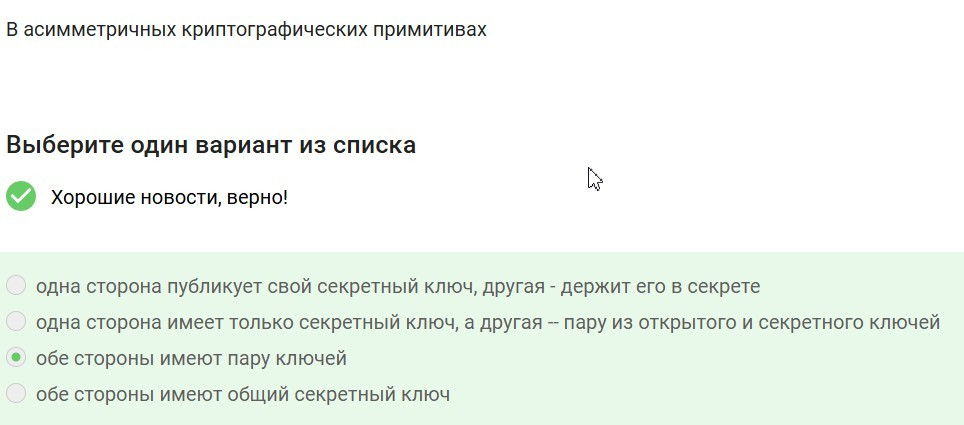 В асимметричных криптографических примитивах
Выберите один вариант из списка
Хорошие новости, верно!
одна сторона публикует свой секретный ключ, другая - держит его в секрете
одна сторона имеет только секретный ключ, а другая -- пару из открытого и секретного ключей
обе стороны имеют пару ключей
обе стороны имеют общий секретный ключ